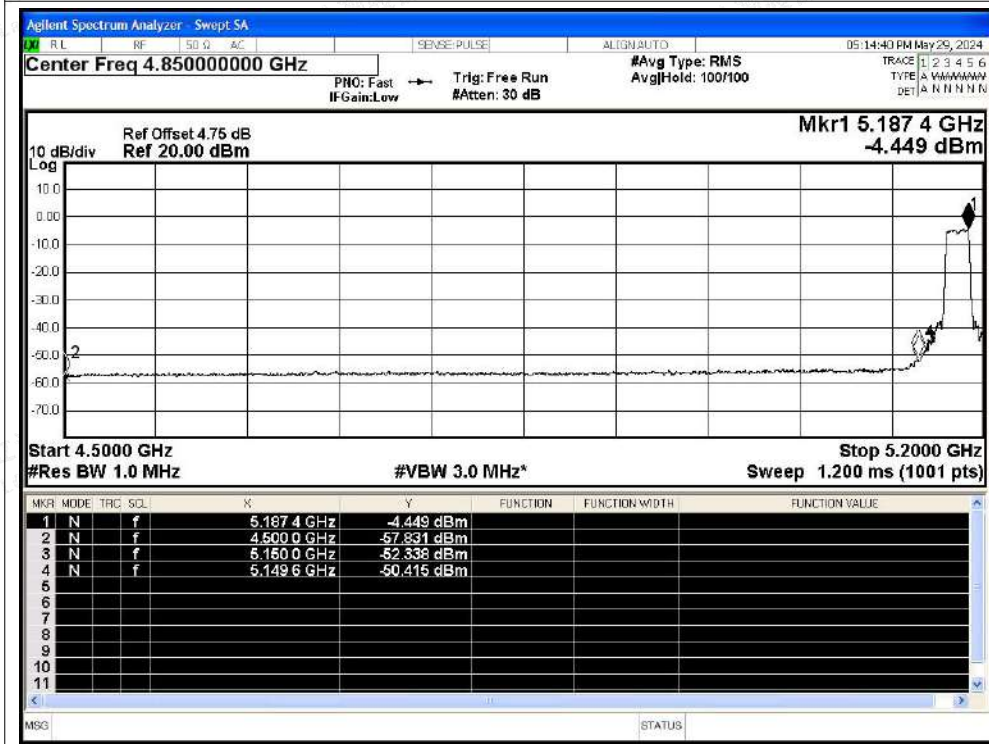 Agilent Spectrum Analyzer - Swept SA
LXI RL RF 50 Ω AC SENSE:PULSE ALIGNAUTO 05:14:40 PM May 29, 2024
Center Freq 4.850000000 GHz #Avg Type: RMS TRACE 1 2 3 4 5 6
PNO: Fast Trig: Free Run Avg|Hold: 100/100 TYPE A WWWWW
IFGain:Low #Atten: 30 dB DET A N N N N N
Mkr1 5.187 4 GHz
Ref Offset 4.75 dB
10 dB/div Ref 20.00 dBm -4.449 dBm
Log
10.0
1
0.00
-10.0
-20.0
-30.0
-40.0
-50.0 2
-60.0
-70.0
Start 4.5000 GHz Stop 5.2000 GHz
#Res BW 1.0 MHz #VBW 3.0 MHz* Sweep 1.200 ms (1001 pts)
MKR MODE TRC SCL X Y FUNCTION FUNCTION WIDTH FUNCTION VALUE
1 N f 5.187 4 GHz -4.449 dBm
2 N f 4.500 0 GHz -57.831 dBm
3 N f 5.150 0 GHz -52.338 dBm
4 N f 5.149 6 GHz -50.415 dBm
5
6
7
8
9
10
11
MSG STATUS